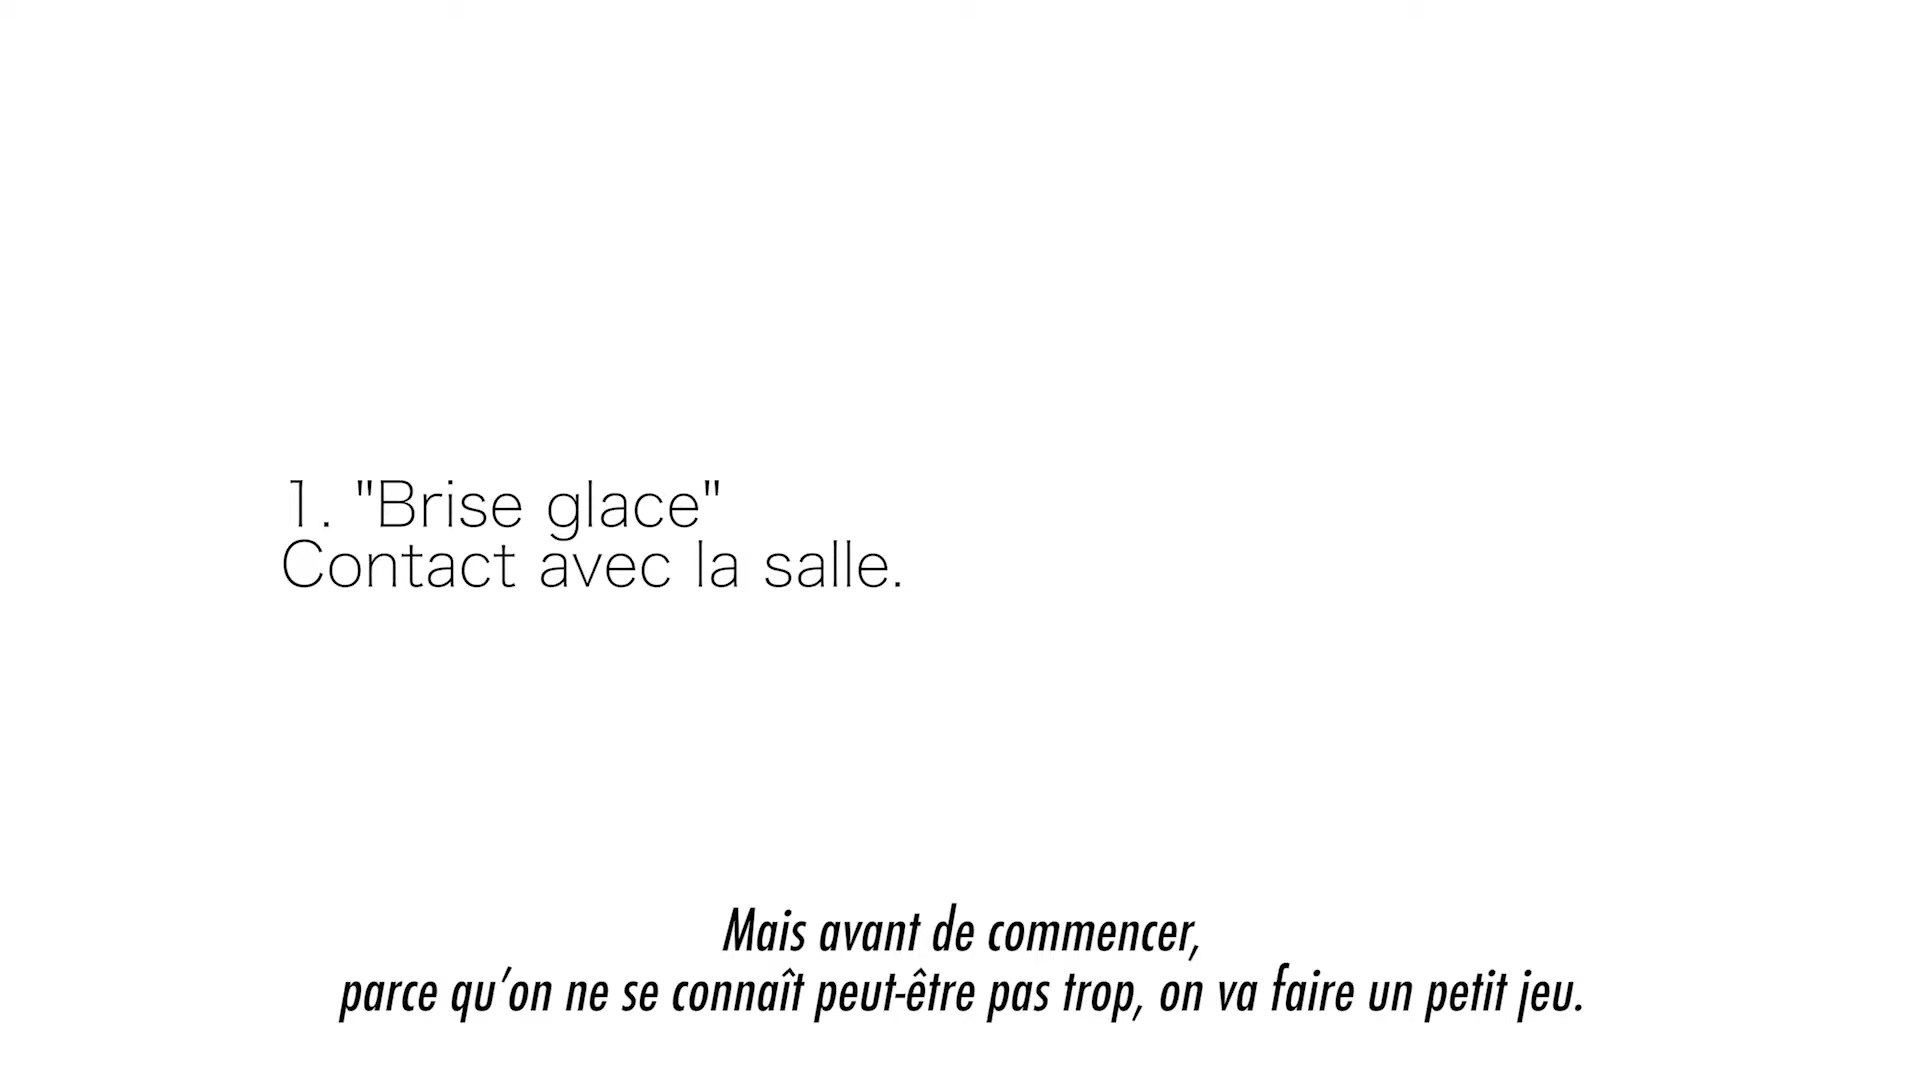 1. "Brise glace"
Contact avec la salle.
Mais avant de commencer,
parce qu’on ne se connaît peut-être pas trop, on va faire un petit jeu.